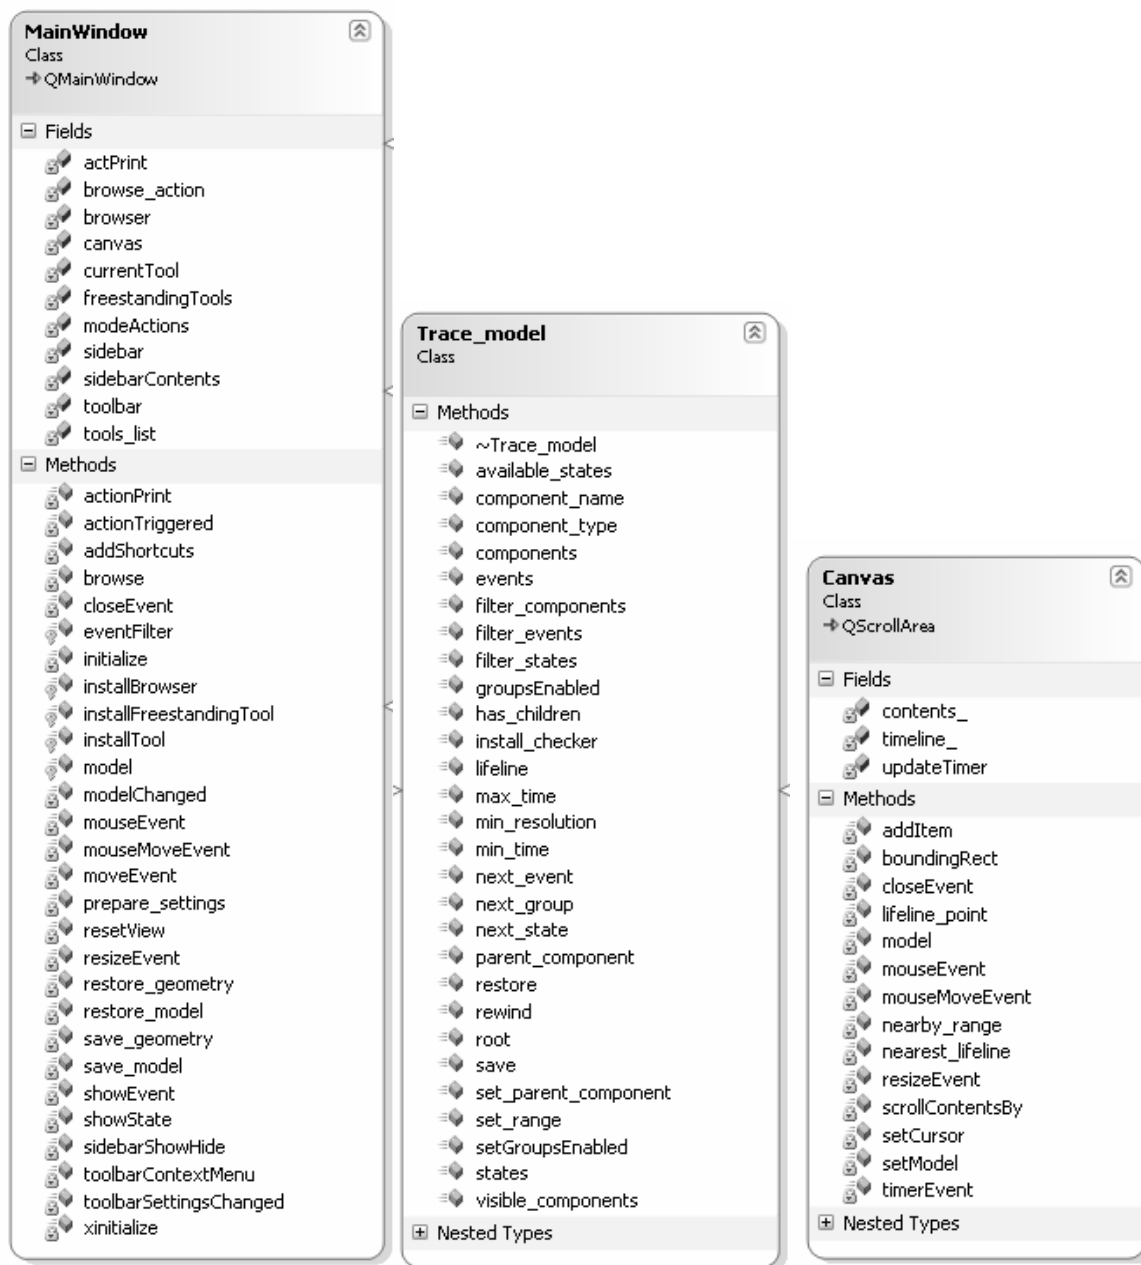 MainWindow
Class
QMainWindow
Fields
actPrint
browse_action
browser
canvas
currentTool
freestandingTools
modeActions
sidebar
sidebarContents
toolbar
tools_list
Methods
actionPrint
actionTriggered
addShortcuts
browse
closeEvent
eventFilter
initialize
installBrowser
installFreestandingTool
installTool
model
modelChanged
mouseEvent
mouseMoveEvent
moveEvent
prepare_settings
resetView
resizeEvent
restore_geometry
restore_model
save_geometry
save_model
showEvent
showState
sidebarShowHide
toolbarContextMenu
toolbarSettingsChanged
xinitialize
Trace_model
Class
Methods
~Trace_model
available_states
component_name
component_type
components
events
filter_components
filter_events
filter_states
groupsEnabled
has_children
install_checker
lifeline
max_time
min_resolution
min_time
next_event
next_group
next_state
parent_component
restore
rewind
root
save
set_parent_component
set_range
setGroupsEnabled
states
visible_components
Nested Types
Canvas
Class
QScrollArea
Fields
contents_
timeline_
updateTimer
Methods
addItem
boundingRect
closeEvent
lifeline_point
model
mouseEvent
mouseMoveEvent
nearby_range
nearest_lifeline
resizeEvent
scrollContentsBy
setCursor
setModel
timerEvent
Nested Types